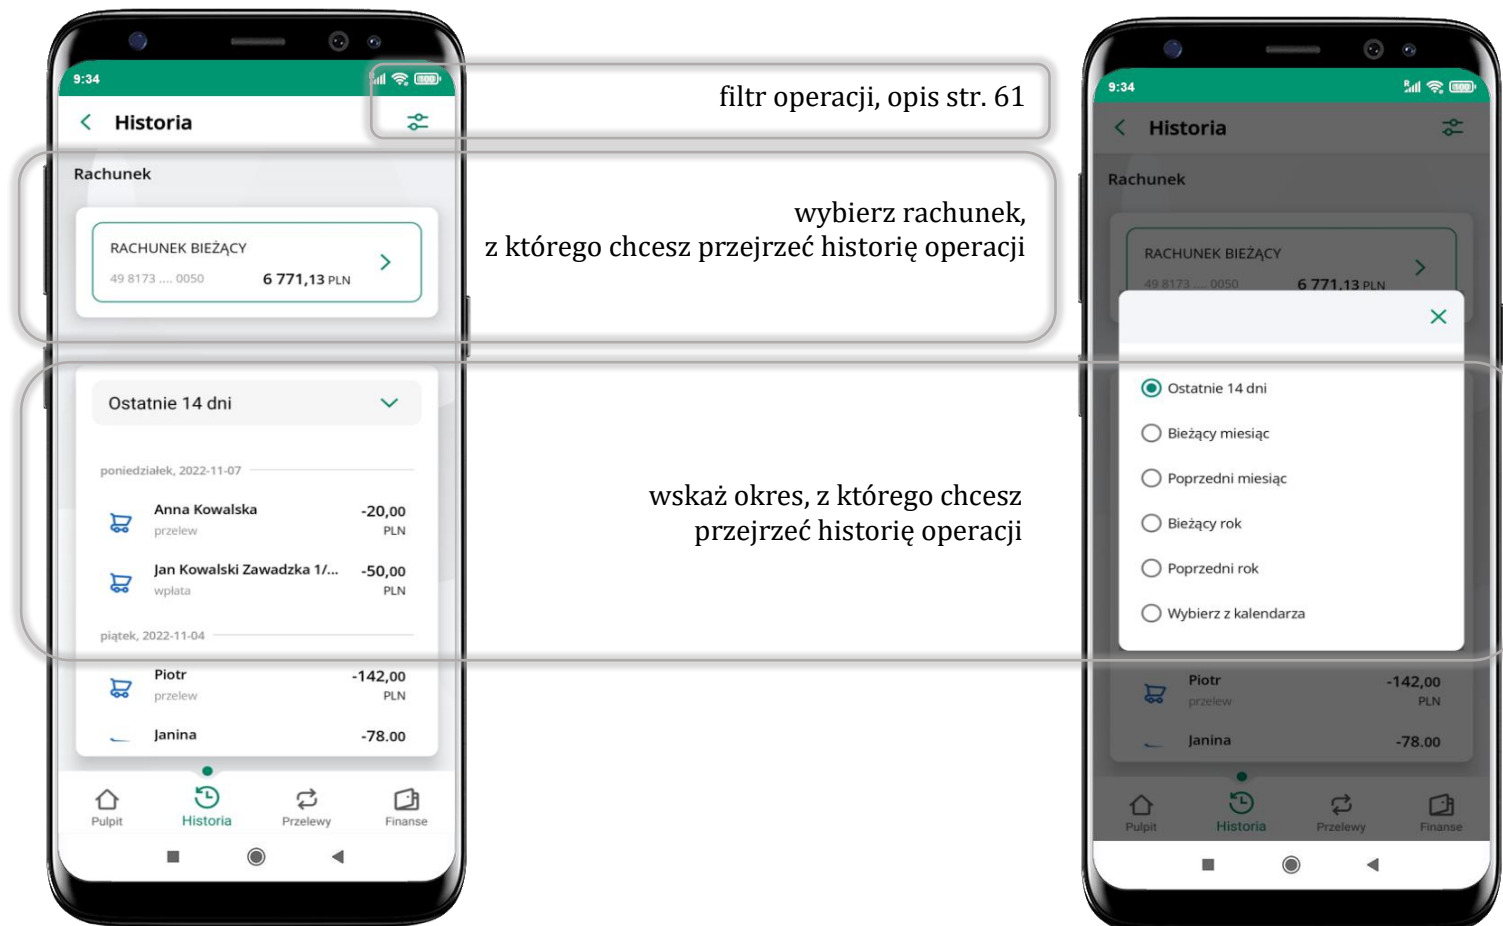 9:34
Historia
Rachunek
RACHUNEK BIEŻĄCY
49 8173 .... 0050 6 771,13 PLN
Ostatnie 14 dni
poniedziałek, 2022-11-07
Anna Kowalska -20,00
przelew PLN
Jan Kowalski Zawadzka 1/... -50,00
wpłata PLN
piątek, 2022-11-04
Piotr -142,00
przelew PLN
Janina -78.00
Pulpit Historia Przelewy Finanse
filtr operacji, opis str. 61
wybierz rachunek,
z którego chcesz przejrzeć historię operacji
wskaż okres, z którego chcesz
przejrzeć historię operacji
9:34
Historia
Rachunek
RACHUNEK BIEŻĄCY
49 8173 .... 0050 6 771,13 PLN
Ostatnie 14 dni
Bieżący miesiąc
Poprzedni miesiąc
Bieżący rok
Poprzedni rok
Wybierz z kalendarza
Piotr -142,00
przelew PLN
Janina -78.00
Pulpit Historia Przelewy Finanse